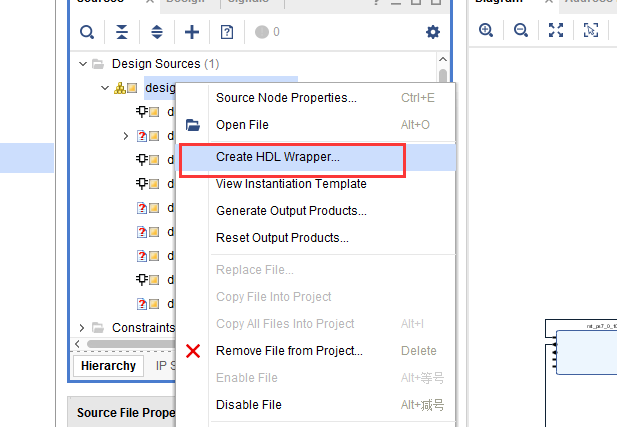 Sources
Design
Signals
?
0
Diagram
Address
Design Sources (1)
desig
d
d
d
d
d
d
d
d
Constraints
Source Node Properties... Ctrl+E
Open File Alt+O
Create HDL Wrapper...
View Instantiation Template
Generate Output Products...
Reset Output Products...
Replace File...
Copy File Into Project
Copy All Files Into Project Alt+I
Remove File from Project... Delete
Enable File Alt+等号
Disable File Alt+减号
Hierarchy
IP S
Source File Prope